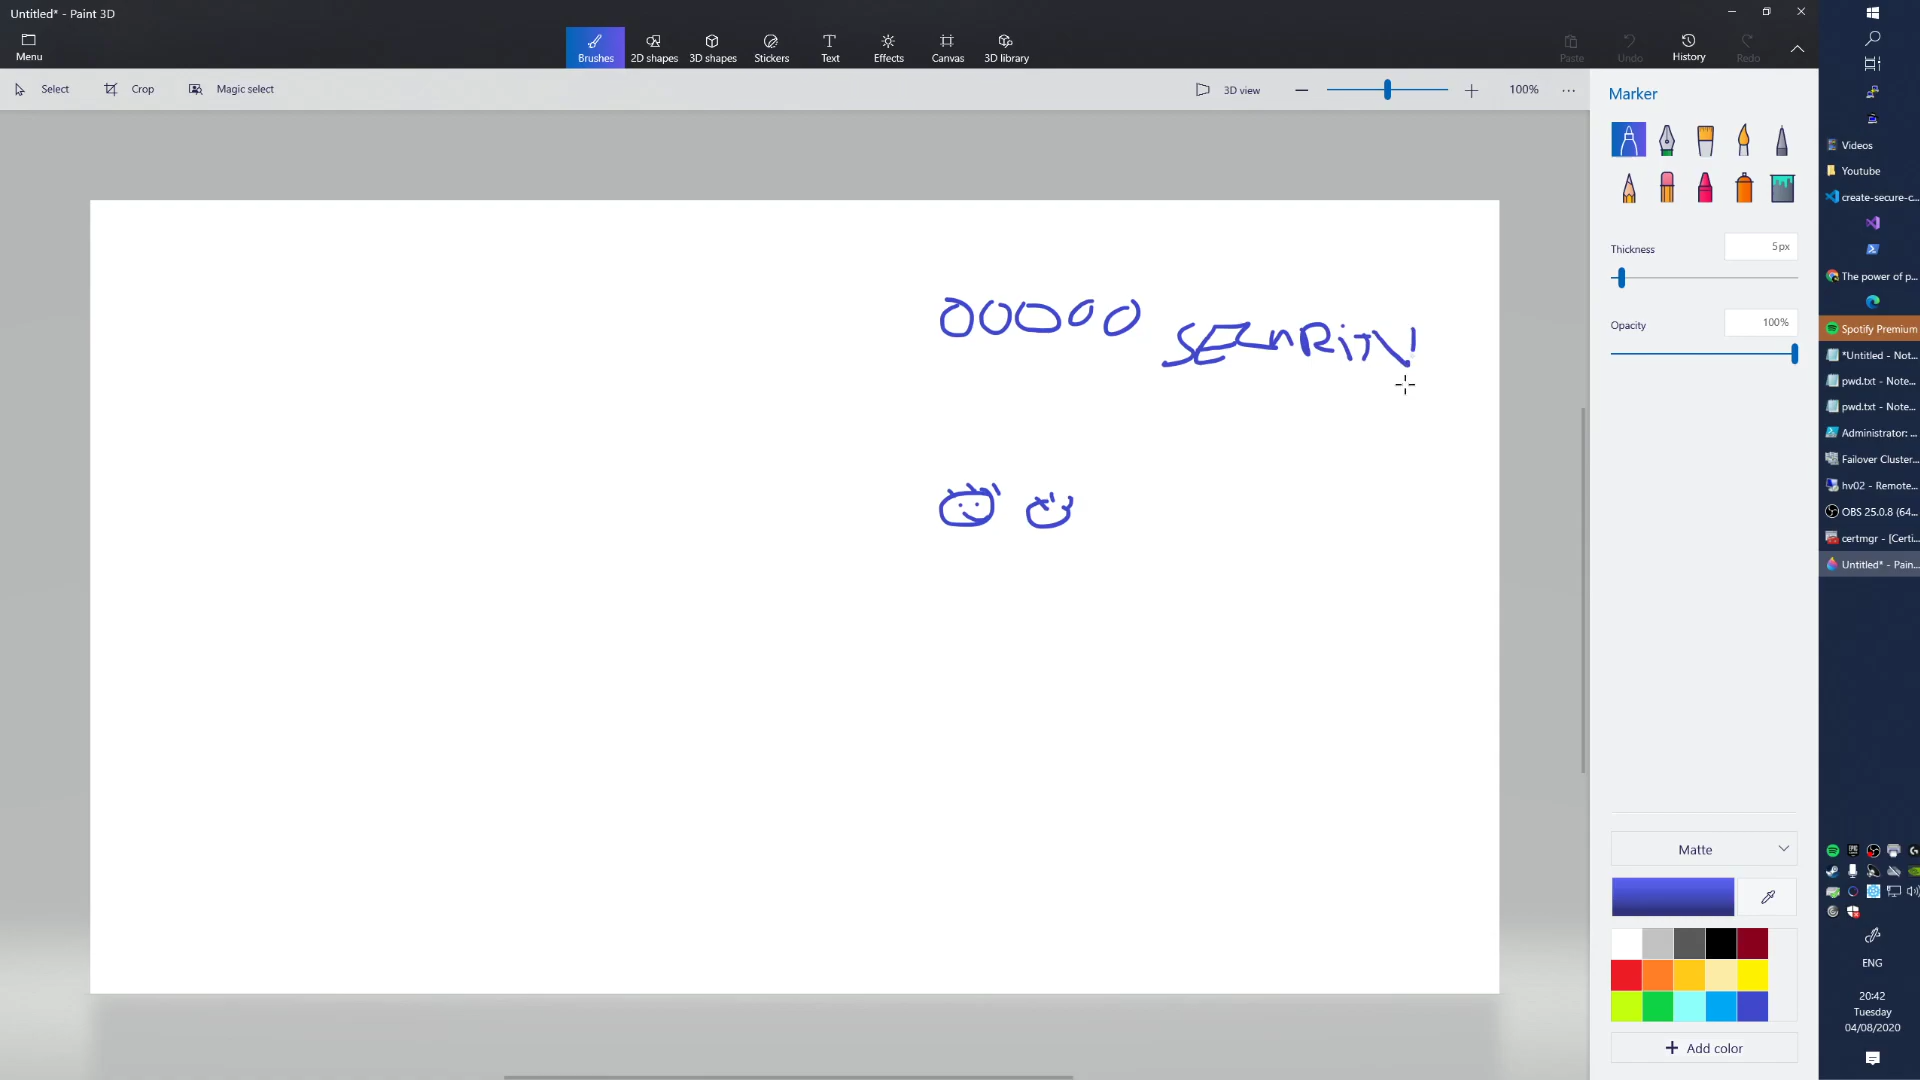 Untitled* - Paint 3D
Menu
Brushes 2D shapes 3D shapes Stickers Text Effects Canvas 3D library
Paste Undo History Redo
Select Crop Magic select
3D view 100% ...
Marker
Thickness 5px
Opacity 100%
Matte
+ Add color
OOOOO
SECURITY
Videos
Youtube
create-secure-c...
The power of p...
Spotify Premium
*Untitled - Not...
pwd.txt - Note...
pwd.txt - Note...
Administrator: ...
Failover Cluster...
hv02 - Remote...
OBS 25.0.8 (64...
certmgr - [Certi...
Untitled* - Pain...
ENG
20:42
Tuesday
04/08/2020